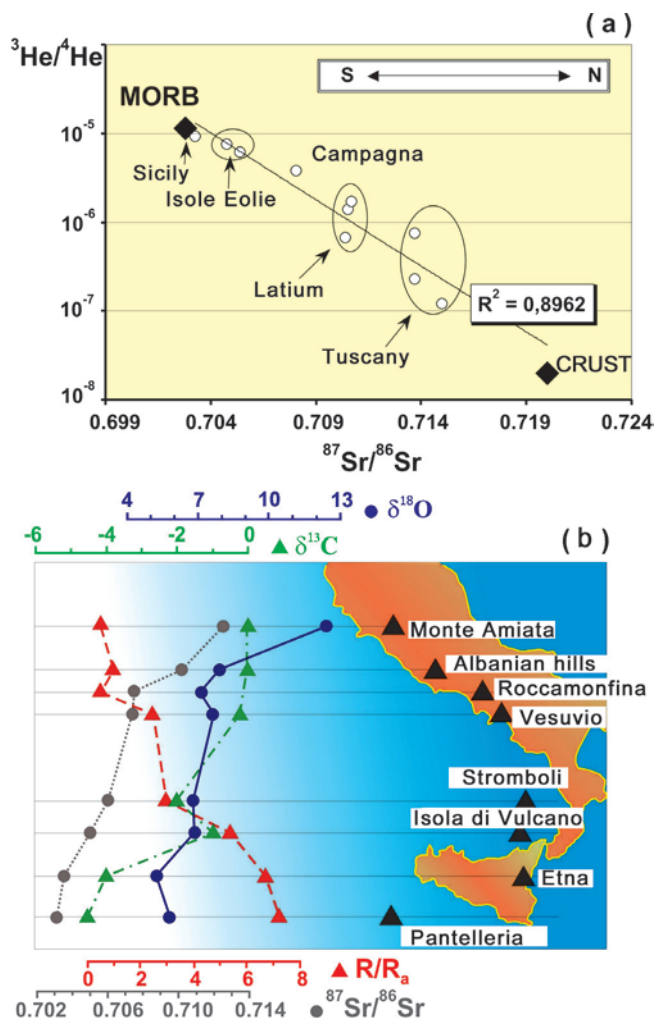 ( a )
³He/⁴He
S N
MORB
10⁻⁵
Campagna
Sicily
Isole Eolie
10⁻⁶
Latium
10⁻⁷
R² = 0,8962
Tuscany
CRUST
10⁻⁸
0.699 0.704 0.709 0.714 0.719 0.724
⁸⁷Sr/⁸⁶Sr
4 7 10 13 δ¹⁸O
-6 -4 -2 0 δ¹³C
( b )
Monte Amiata
Albanian hills
Roccamonfina
Vesuvio
Stromboli
Isola di Vulcano
Etna
Pantelleria
0 2 4 6 8 R/Rₐ
0.702 0.706 0.710 0.714 ⁸⁷Sr/⁸⁶Sr